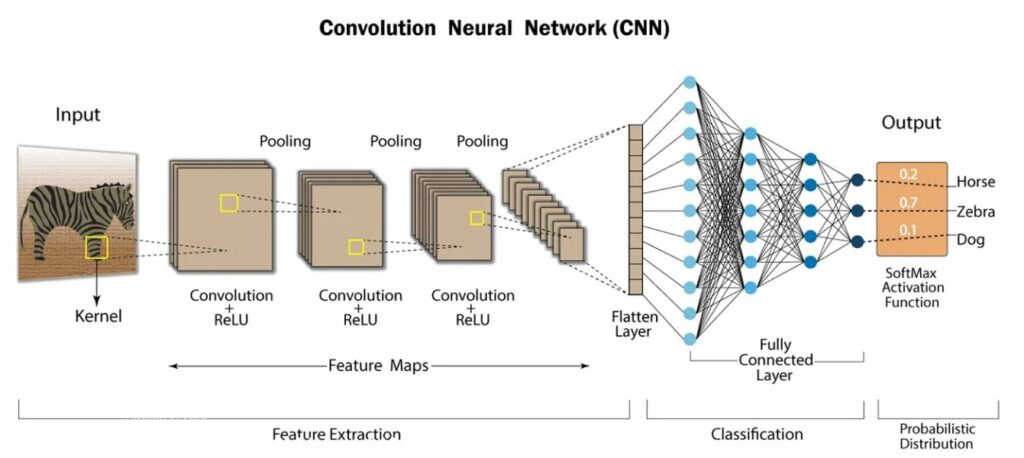 Convolution Neural Network (CNN)
Input
Kernel
Pooling
Pooling
Pooling
Convolution
+
ReLU
Convolution
+
ReLU
Convolution
+
ReLU
Feature Maps
Flatten
Layer
Fully
Connected
Layer
Output
0.2
Horse
0.7
Zebra
0.1
Dog
SoftMax
Activation
Function
Feature Extraction
Classification
Probabilistic
Distribution